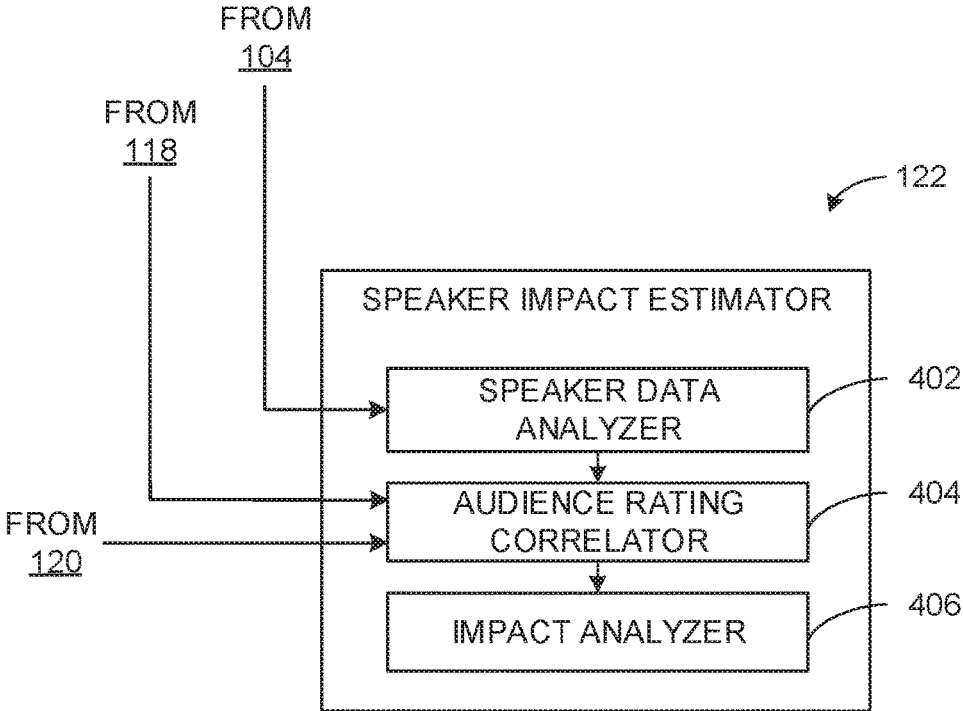 FROM
104
FROM
118
122
SPEAKER IMPACT ESTIMATOR
SPEAKER DATA
ANALYZER
402
AUDIENCE RATING
CORRELATOR
404
FROM
120
IMPACT ANALYZER
406